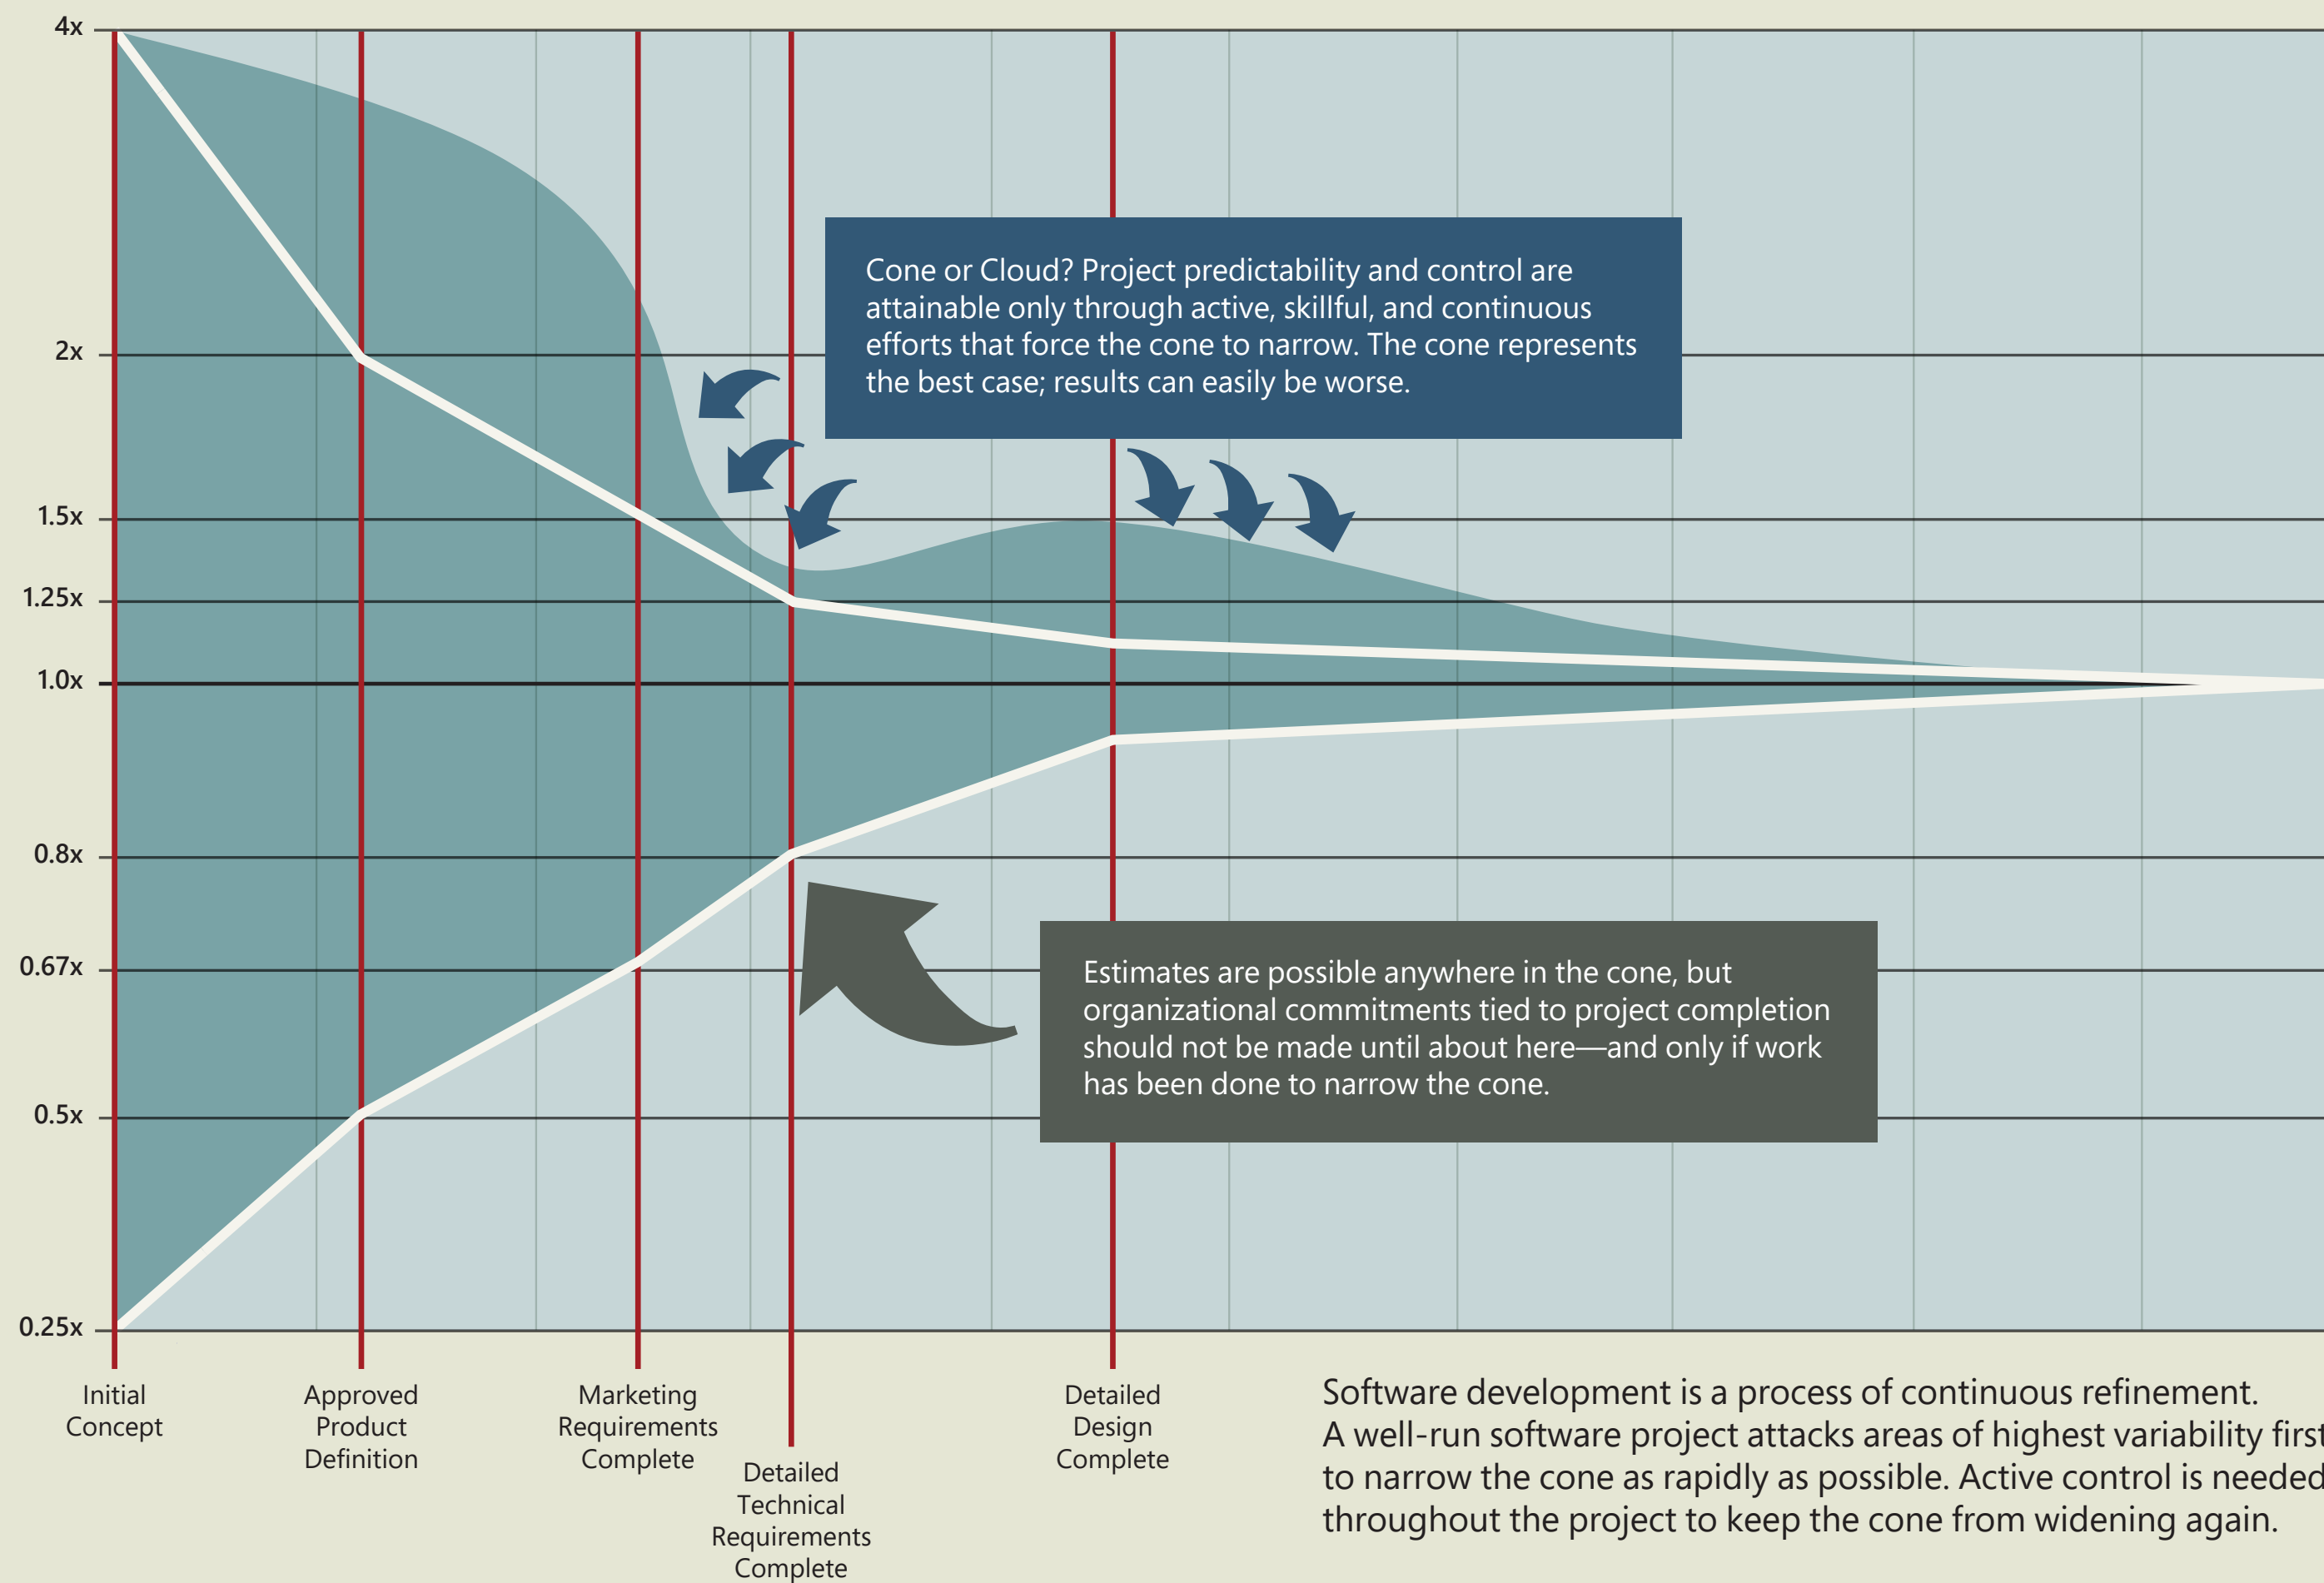 4x
2x
1.5x
1.25x
1.0x
0.8x
0.67x
0.5x
0.25x
Cone or Cloud? Project predictability and control are
attainable only through active, skillful, and continuous
efforts that force the cone to narrow. The cone represents
the best case; results can easily be worse.
Estimates are possible anywhere in the cone, but
organizational commitments tied to project completion
should not be made until about here—and only if work
has been done to narrow the cone.
Initial
Concept
Approved
Product
Definition
Marketing
Requirements
Complete
Detailed
Technical
Requirements
Complete
Detailed
Design
Complete
Software development is a process of continuous refinement.
A well-run software project attacks areas of highest variability first
to narrow the cone as rapidly as possible. Active control is needed
throughout the project to keep the cone from widening again.